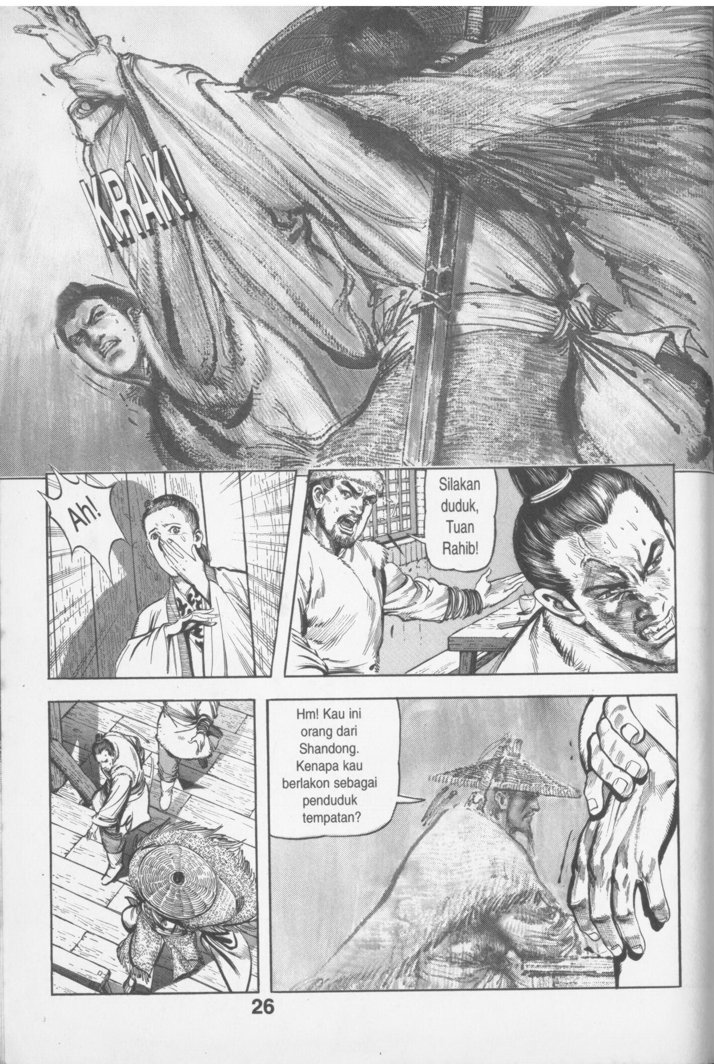 KRAK!
Ah!
Silakan
duduk,
Tuan
Rahib!
Hm! Kau ini
orang dari
Shandong.
Kenapa kau
berlakon sebagai
penduduk
tempatan?
26